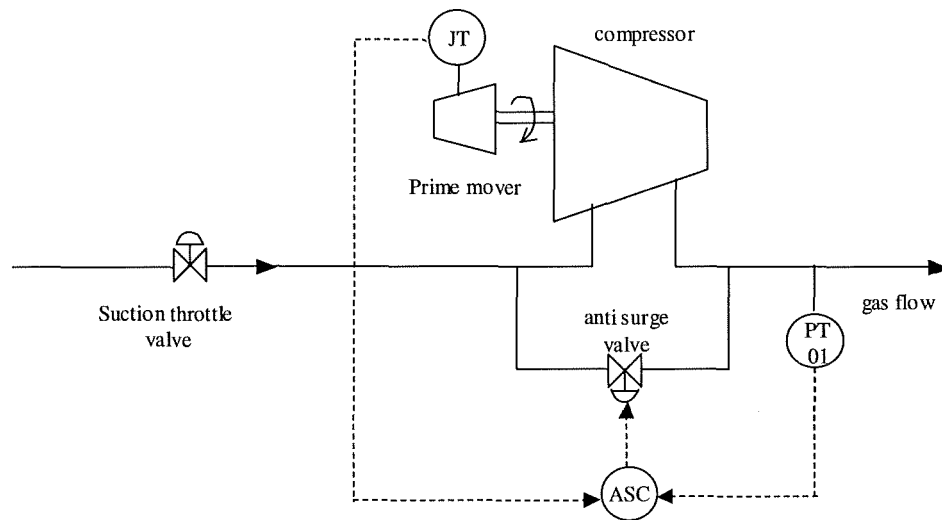 JT
compressor
Prime mover
Suction throttle
valve
anti surge
valve
gas flow
PT
01
ASC